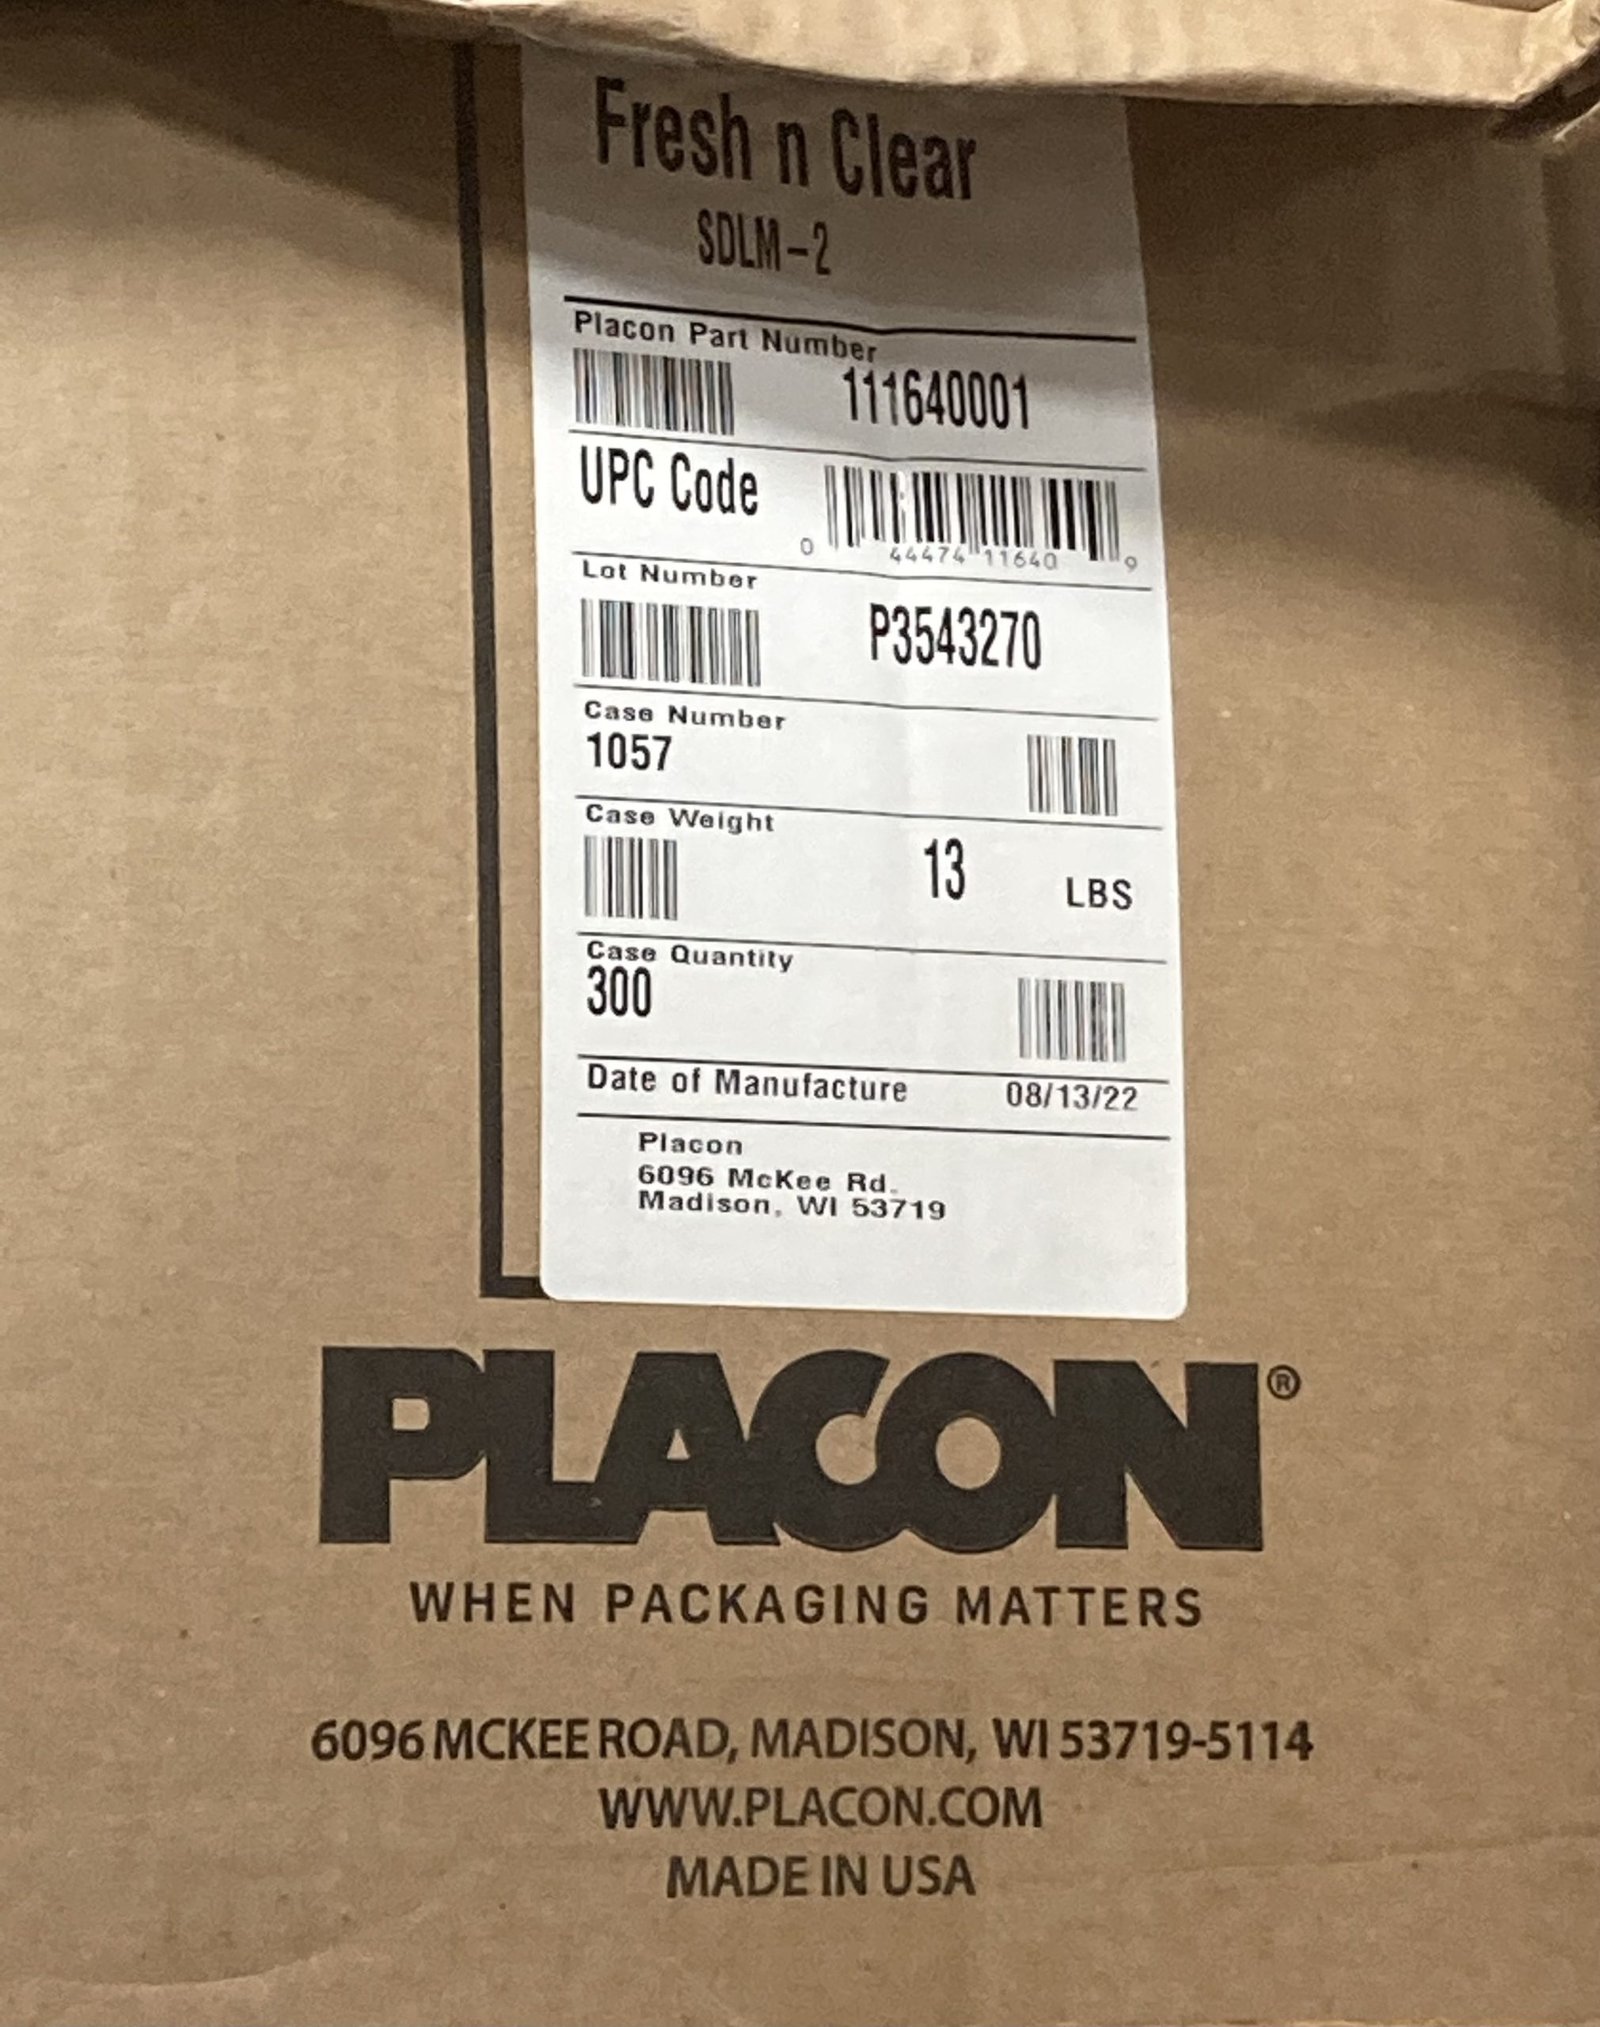 Fresh n Clear
SDLM-2
Placon Part Number
111640001
UPC Code
0 44474 11640 9
Lot Number
P3543270
Case Number
1057
Case Weight
13 LBS
Case Quantity
300
Date of Manufacture 08/13/22
Placon
6096 McKee Rd.
Madison, WI 53719
PLACON®
WHEN PACKAGING MATTERS
6096 MCKEE ROAD, MADISON, WI 53719-5114
WWW.PLACON.COM
MADE IN USA